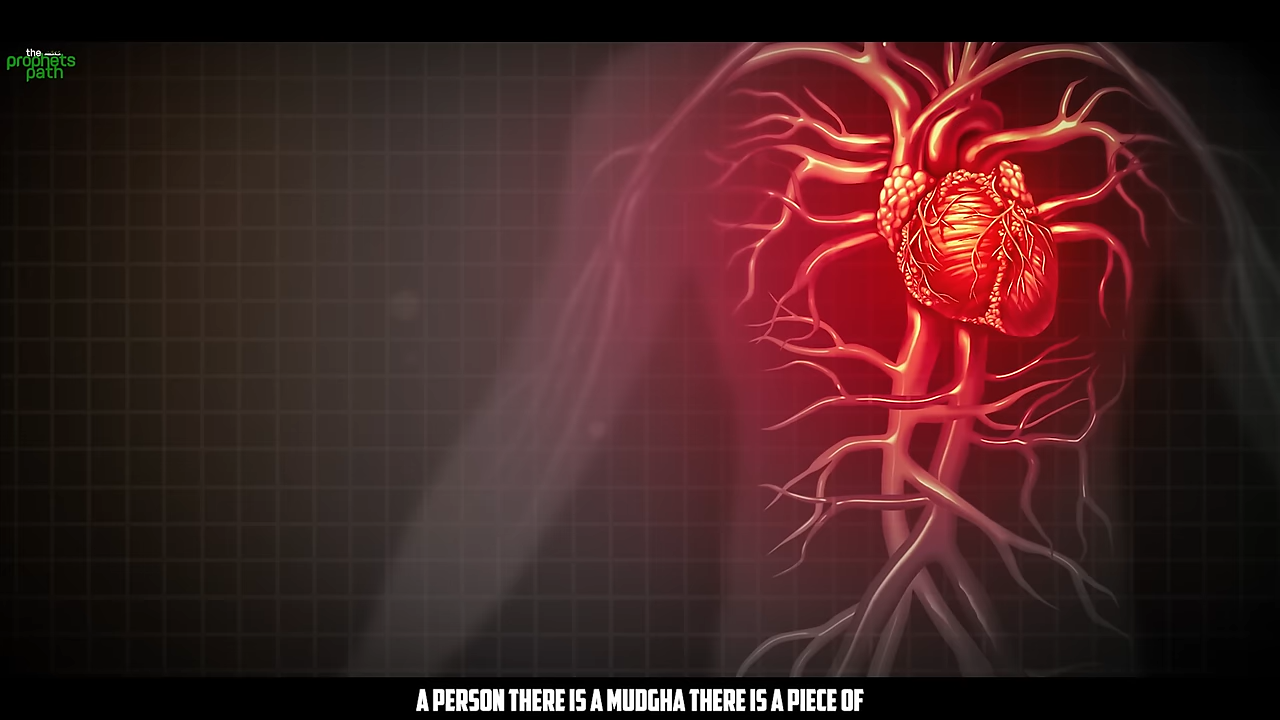 the
prophets
path
A PERSON THERE IS A MUDGHA THERE IS A PIECE OF